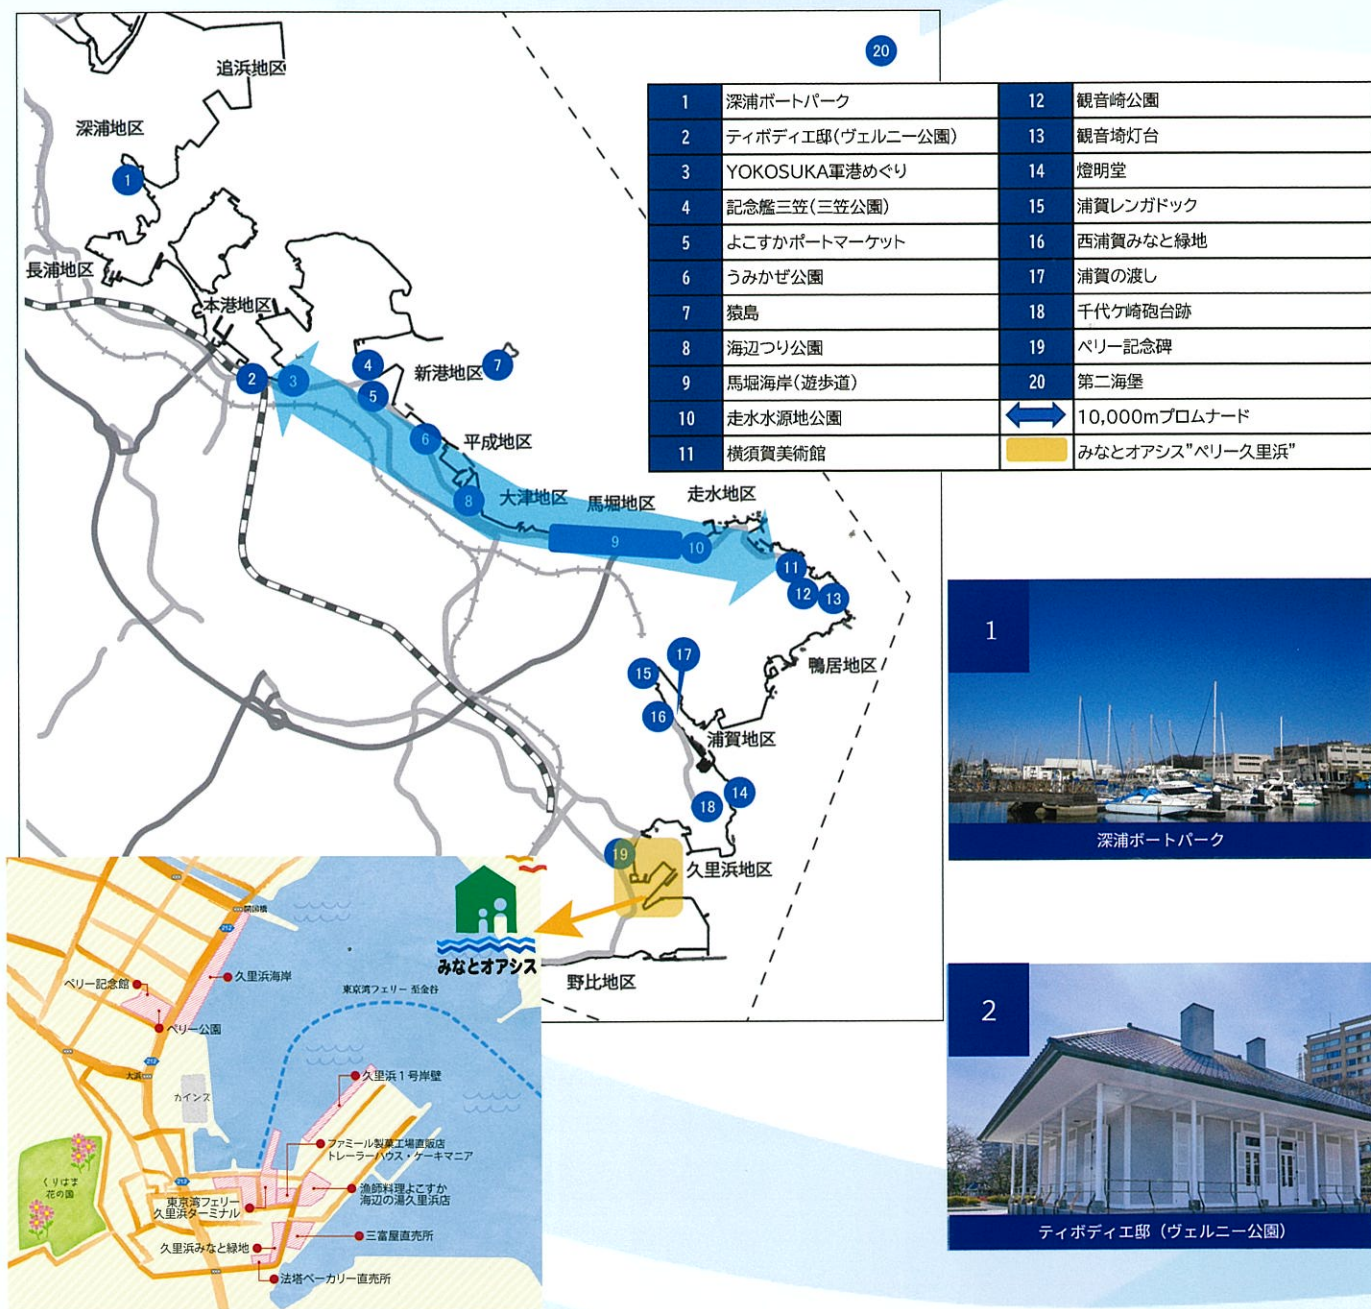 追浜地区
深浦地区
長浦地区
本港地区
新港地区
平成地区
大津地区
馬堀地区
走水地区
鴨居地区
浦賀地区
久里浜地区
野比地区
1
2
3
4
5
6
7
8
9
10
11
12
13
14
15
16
17
18
19
20
1 深浦ボートパーク
2 ティボディエ邸(ヴェルニー公園)
3 YOKOSUKA軍港めぐり
4 記念艦三笠(三笠公園)
5 よこすかポートマーケット
6 うみかぜ公園
7 猿島
8 海辺つり公園
9 馬堀海岸(遊歩道)
10 走水水源地公園
11 横須賀美術館
12 観音崎公園
13 観音埼灯台
14 燈明堂
15 浦賀レンガドック
16 西浦賀みなと緑地
17 浦賀の渡し
18 千代ケ崎砲台跡
19 ペリー記念碑
20 第二海堡
10,000mプロムナード
みなとオアシス"ペリー久里浜"
1
深浦ボートパーク
2
ティボディエ邸（ヴェルニー公園）
みなとオアシス
開国橋
212
久里浜海岸
ペリー記念館
ペリー公園
東京湾フェリー 至金谷
大浜
212
カインズ
久里浜1号岸壁
ファミール製菓工場直販店
トレーラーハウス・ケーキマニア
くりはま
花の国
212
東京湾フェリー
久里浜ターミナル
漁師料理よこすか
海辺の湯久里浜店
三富屋直売所
久里浜みなと緑地
法塔ベーカリー直売所